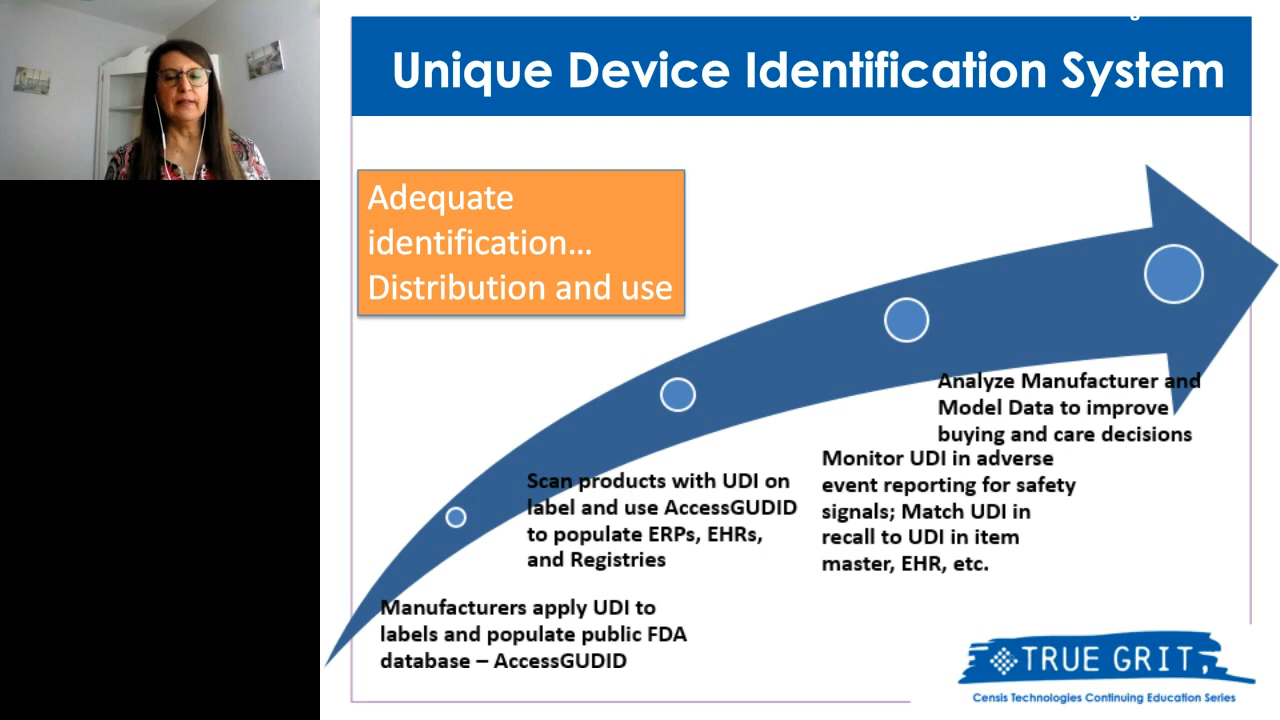 Unique Device Identification System
Adequate
identification…
Distribution and use
Analyze Manufacturer and
Model Data to improve
buying and care decisions
Monitor UDI in adverse
event reporting for safety
signals; Match UDI in
recall to UDI in item
master, EHR, etc.
Scan products with UDI on
label and use AccessGUDID
to populate ERPs, EHRs,
and Registries
Manufacturers apply UDI to
labels and populate public FDA
database – AccessGUDID
TRUE GRIT
Censis Technologies Continuing Education Series